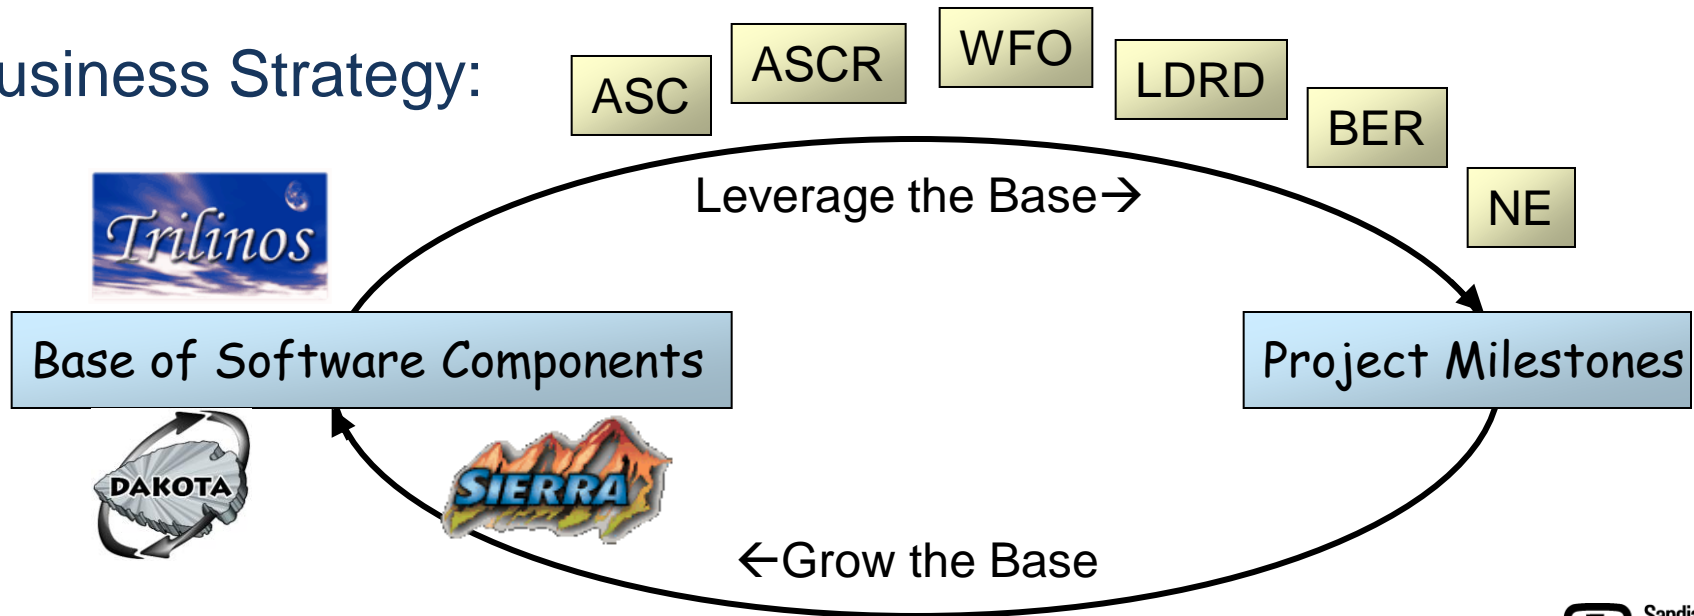 usiness Strategy:
ASC
ASCR
WFO
LDRD
BER
NE
Leverage the Base→
Trilinos
Base of Software Components
Project Milestones
DAKOTA
SIERRA
←Grow the Base